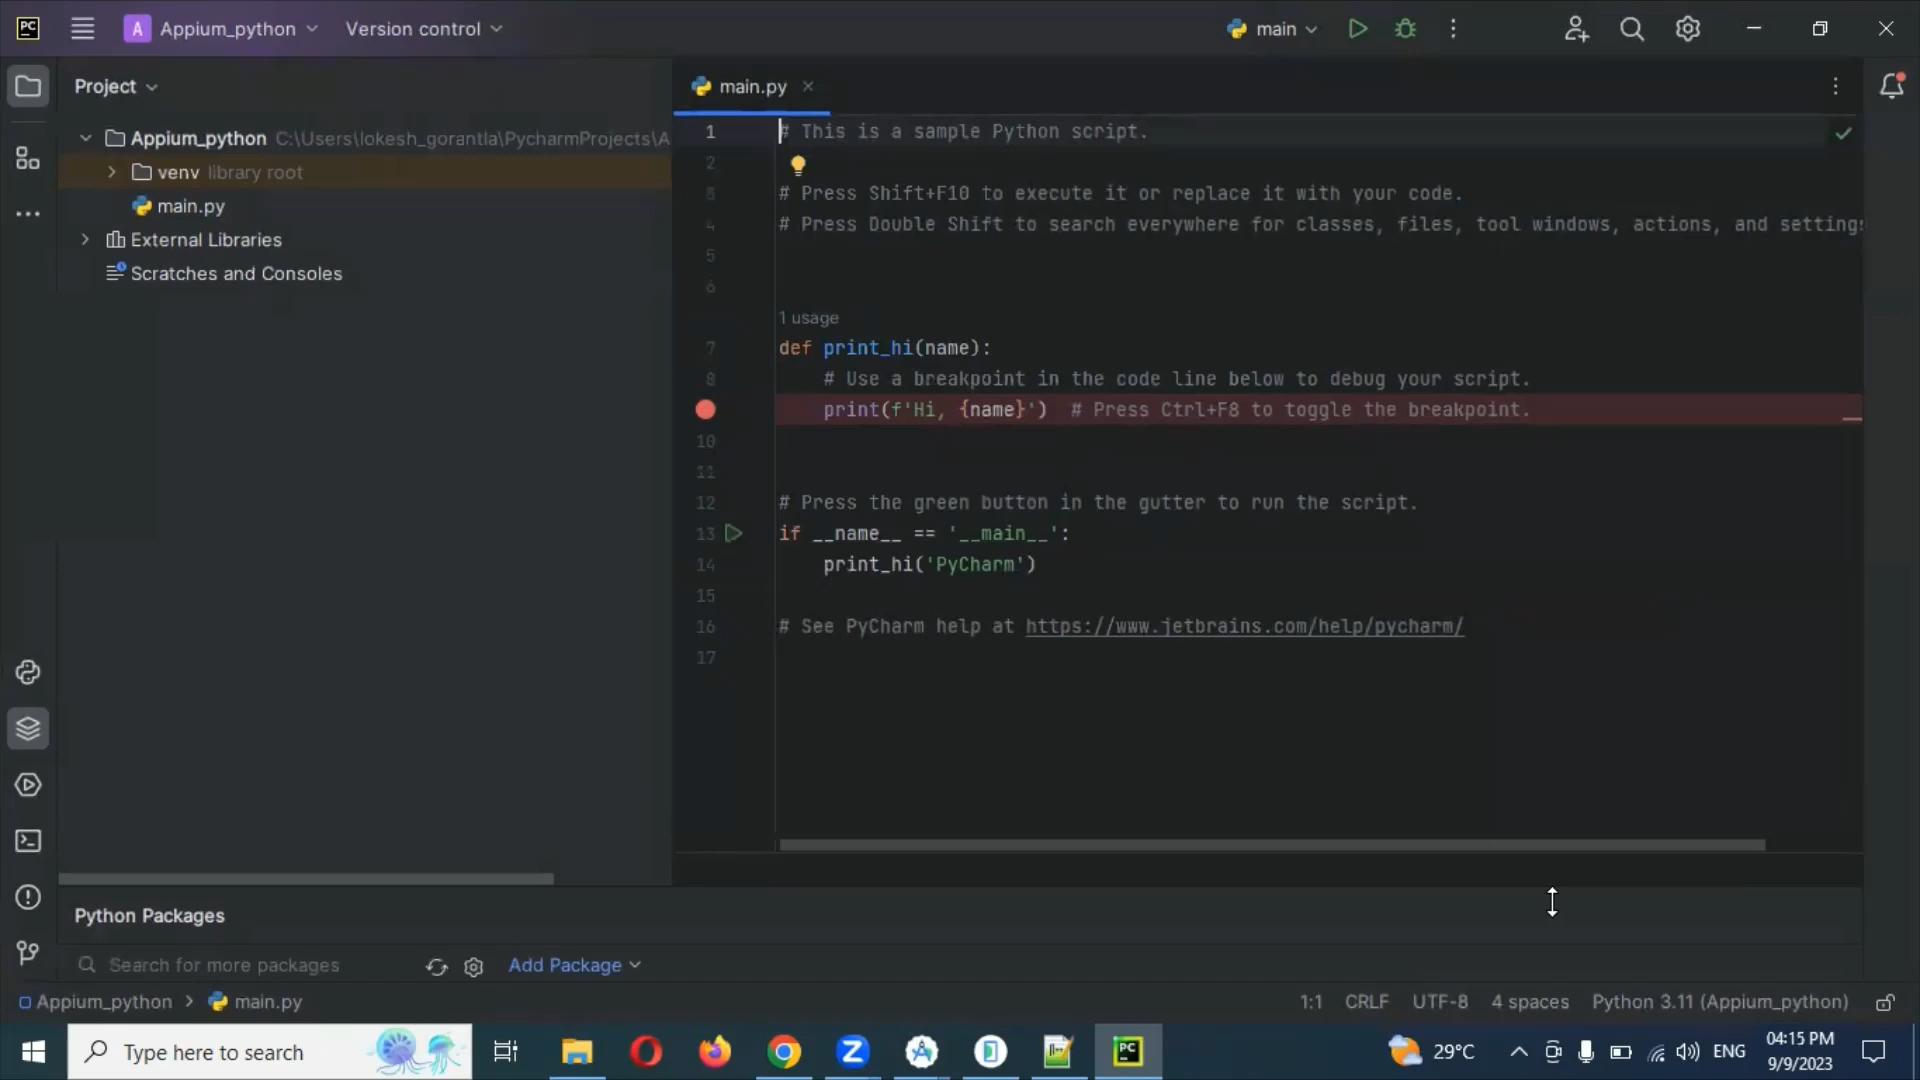 PC
A Appium_python
Version control
main
Project
main.py
Appium_python C:\Users\lokesh_gorantla\PycharmProjects\A
venv library root
main.py
External Libraries
Scratches and Consoles
1 # This is a sample Python script.
2
3 # Press Shift+F10 to execute it or replace it with your code.
4 # Press Double Shift to search everywhere for classes, files, tool windows, actions, and settings
5
6
1 usage
7 def print_hi(name):
8 # Use a breakpoint in the code line below to debug your script.
print(f'Hi, {name}') # Press Ctrl+F8 to toggle the breakpoint.
10
11
12 # Press the green button in the gutter to run the script.
13 if __name__ == '__main__':
14 print_hi('PyCharm')
15
16 # See PyCharm help at https://www.jetbrains.com/help/pycharm/
17
Python Packages
Search for more packages
Add Package
Appium_python > main.py
1:1 CRLF UTF-8 4 spaces Python 3.11 (Appium_python)
Type here to search
Z
PC
29°C
ENG
04:15 PM
9/9/2023